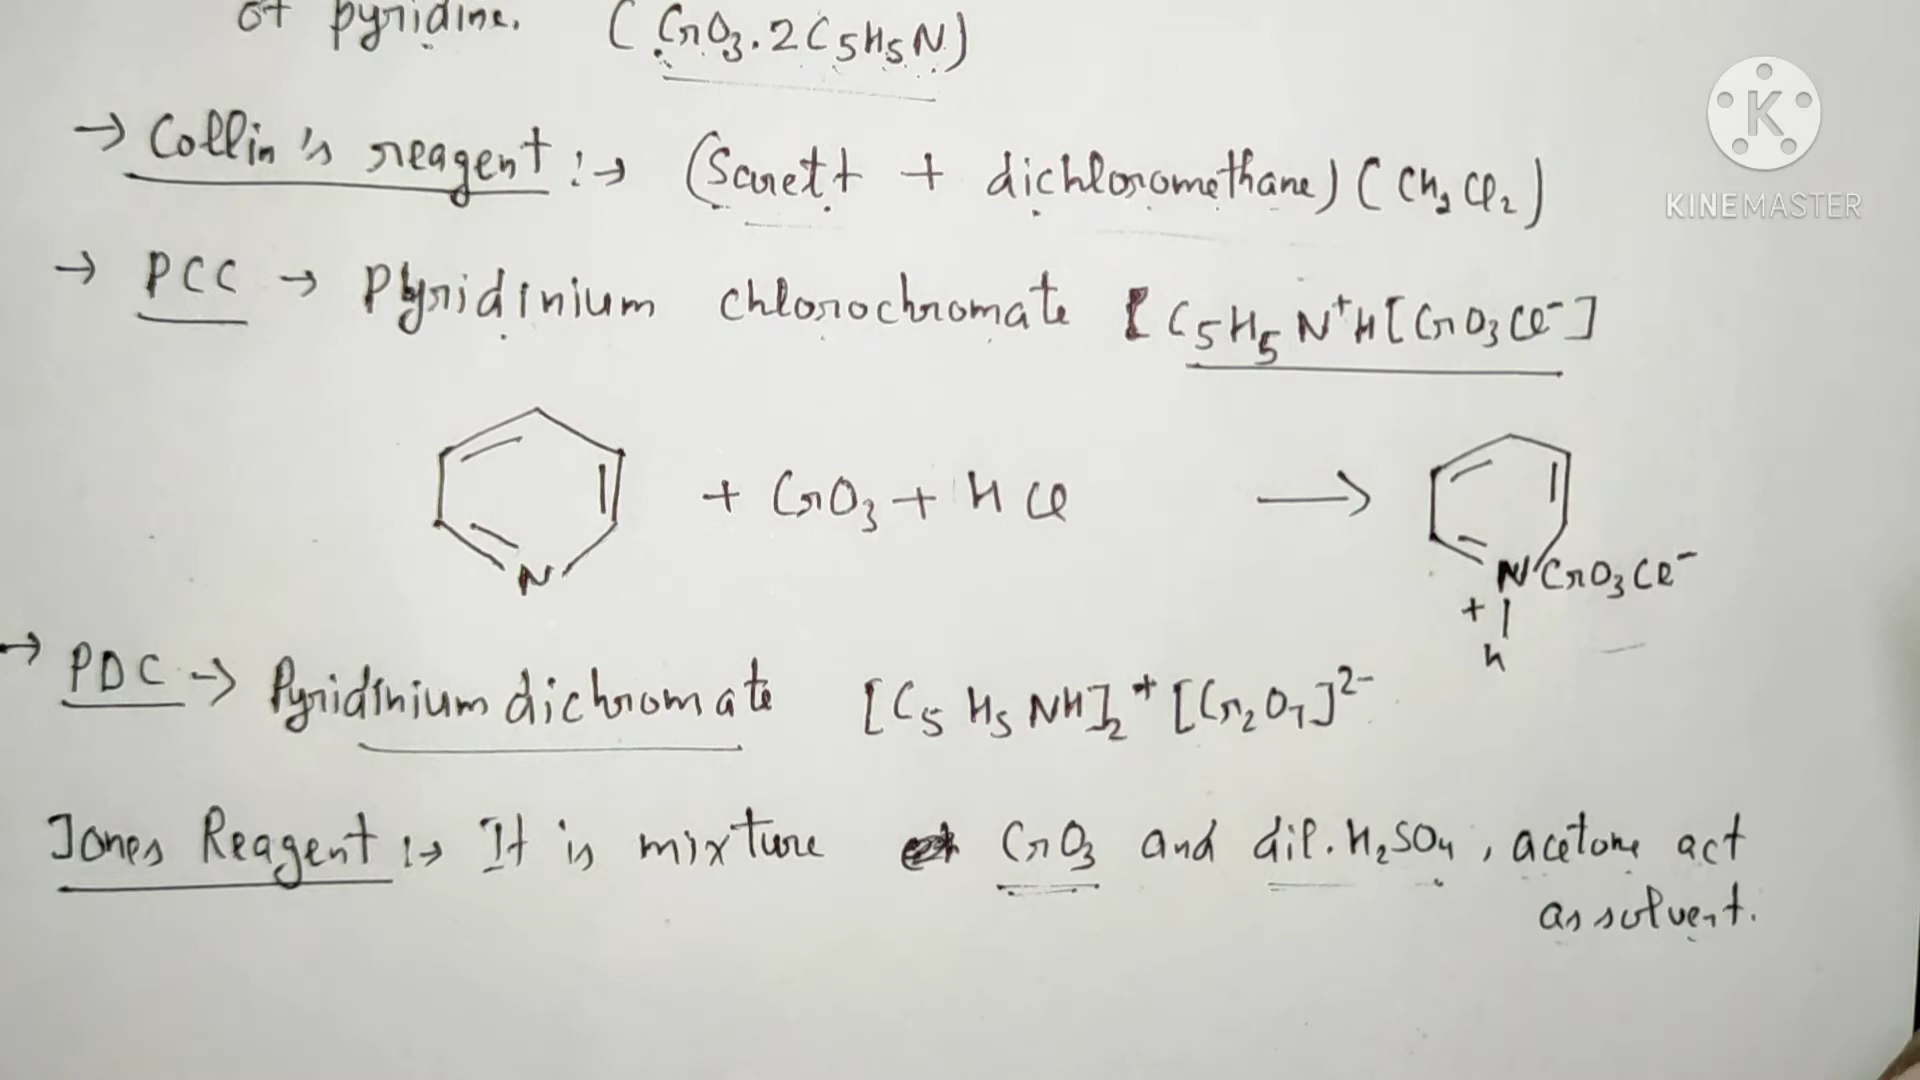 of pyridine. (CrO₃.2C₅H₅N)
→ Collin's reagent :→ (Sarett + dichloromethane) (CH₂Cl₂)
KINEMASTER
→ PCC → Pyridinium chlorochromate [C₅H₅N⁺H[CrO₃Cl⁻]
N + CrO₃ + HCl → N CrO₃Cl⁻
+
H
→ PDC → Pyridinium dichromate [C₅H₅NH]₂⁺ [Cr₂O₇]²⁻
Jones Reagent :→ It is mixture of CrO₃ and dil. H₂SO₄, acetone act
as solvent.